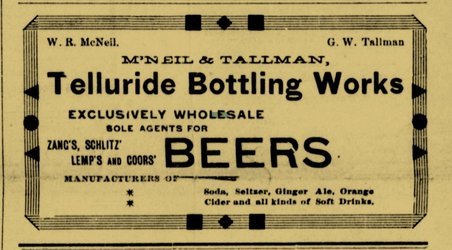 W. R. McNeil. G. W. Tallman
M'NEIL & TALLMAN,
Telluride Bottling Works
EXCLUSIVELY WHOLESALE
SOLE AGENTS FOR
ZANG'S, SCHLITZ'
LEMP'S AND COORS' BEERS
MANUFACTURERS OF
* Soda, Seltzer, Ginger Ale, Orange
* Cider and all kinds of Soft Drinks.